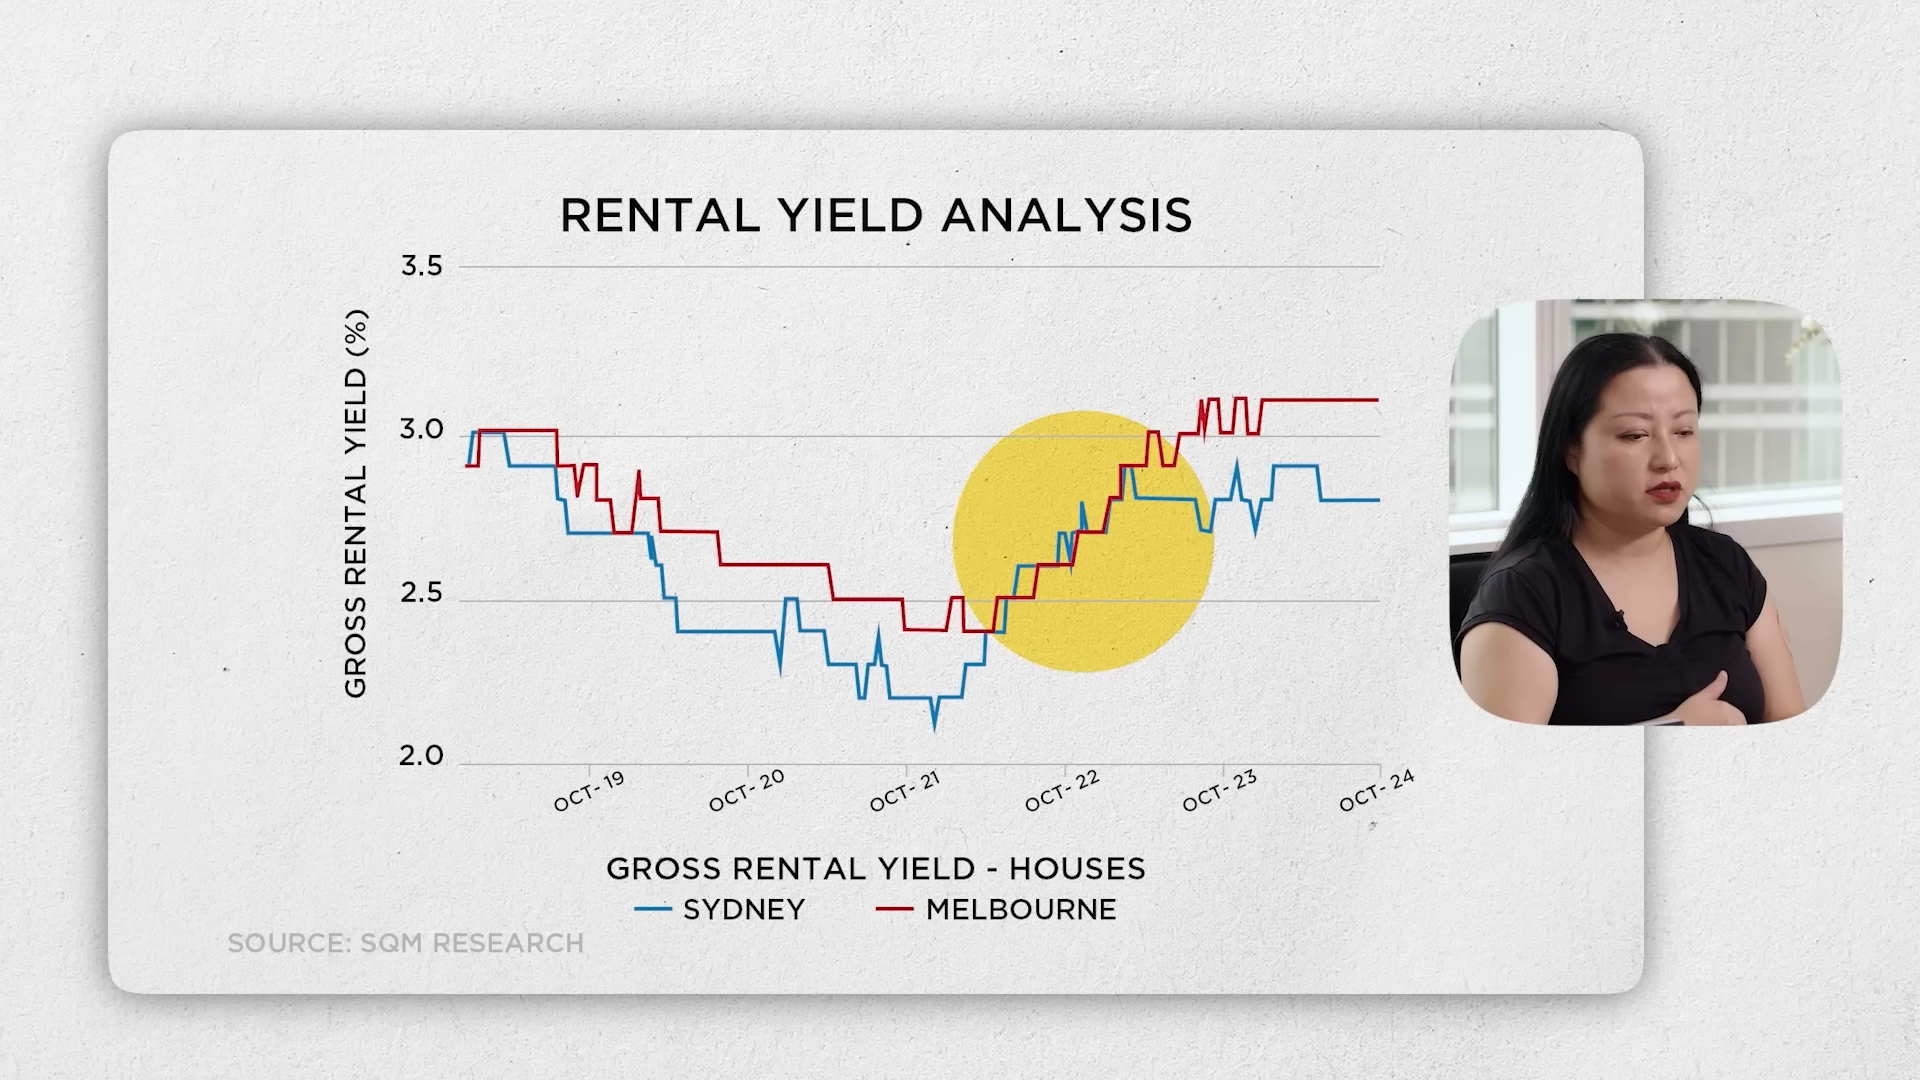 RENTAL YIELD ANALYSIS
GROSS RENTAL YIELD (%)
3.5
3.0
2.5
2.0
OCT- 19
OCT- 20
OCT- 21
OCT- 22
OCT- 23
OCT- 24
GROSS RENTAL YIELD - HOUSES
SYDNEY MELBOURNE
SOURCE: SQM RESEARCH